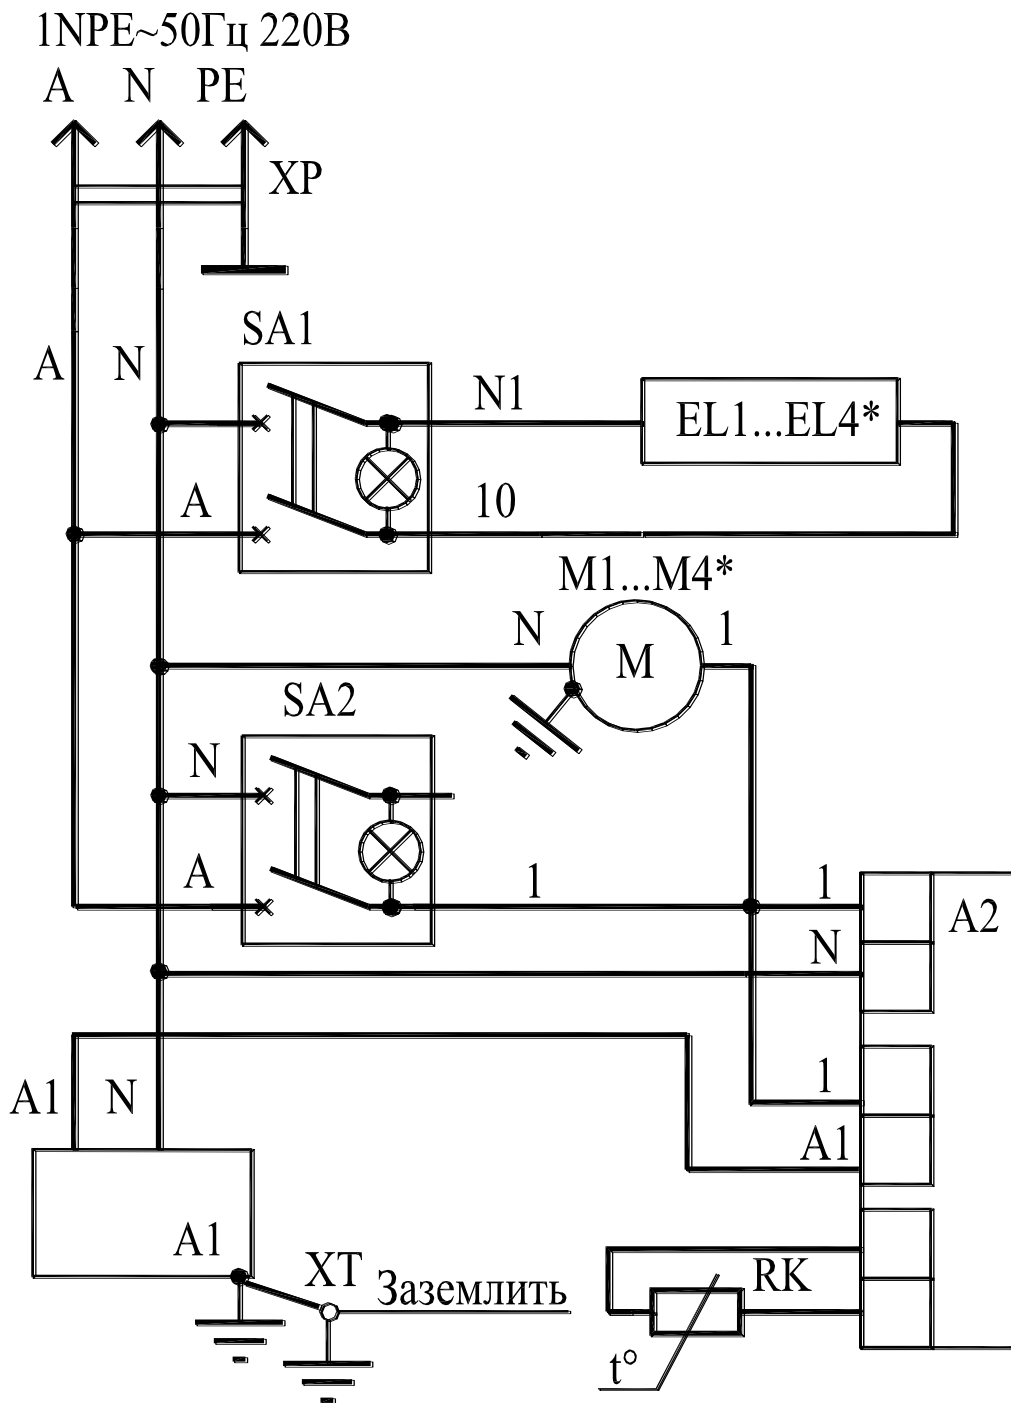 1NPE~50Гц 220В
A N PE
XP
SA1
A N
N1
EL1...EL4*
A
10
M1...M4*
N 1
M
SA2
N
A
1
1
A2
N
1
A1 N
A1
A1
XT
Заземлить
RK
t°